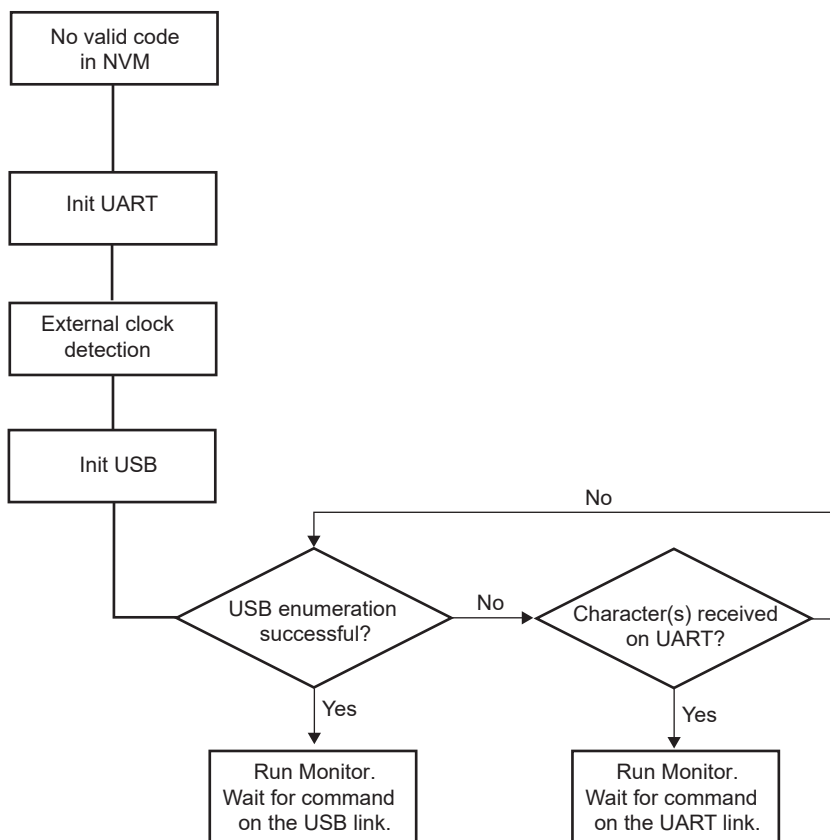 No valid code
in NVM
Init UART
External clock
detection
Init USB
No
USB enumeration
successful?
No
Character(s) received
on UART?
Yes
Yes
Run Monitor.
Wait for command
on the USB link.
Run Monitor.
Wait for command
on the UART link.